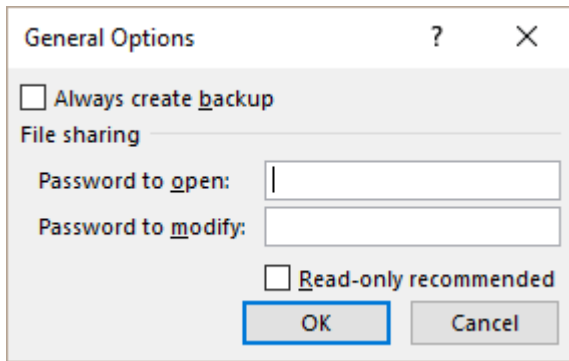 General Options ?
Always create backup
File sharing
Password to open:
Password to modify:
Read-only recommended
OK Cancel